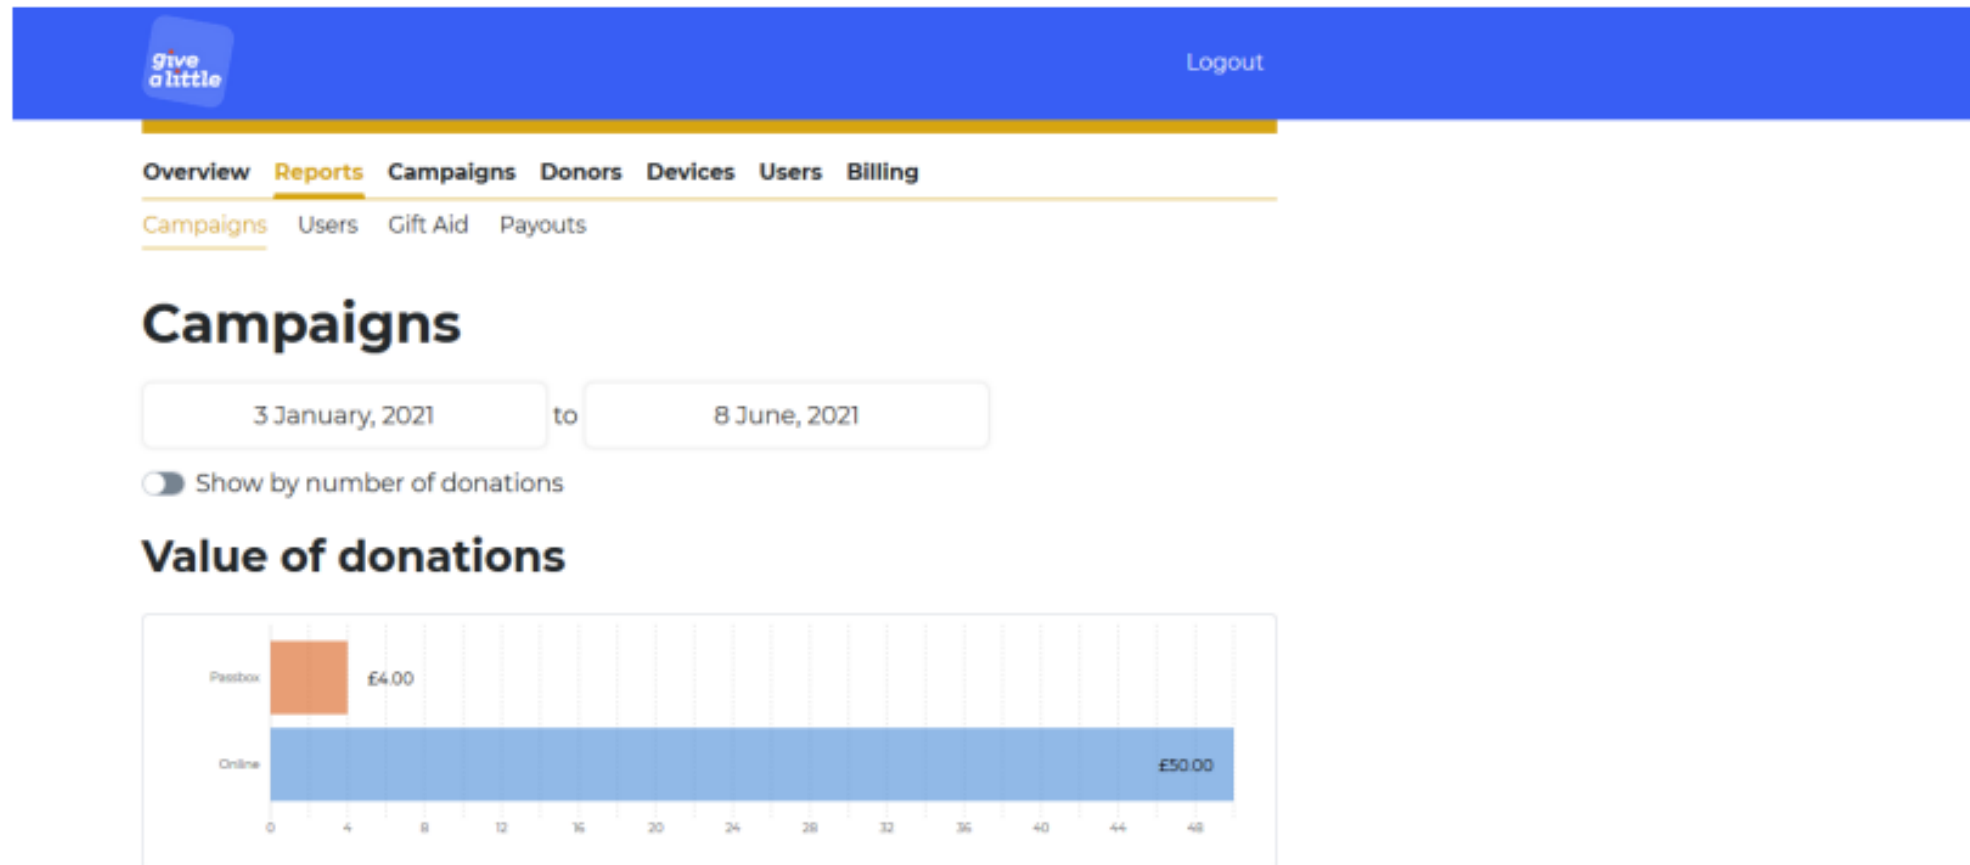 give
a little
Logout
Overview Reports Campaigns Donors Devices Users Billing
Campaigns Users Gift Aid Payouts
Campaigns
3 January, 2021 to 8 June, 2021
Show by number of donations
Value of donations
Passbox £4.00
Online £50.00
0 4 8 12 16 20 24 28 32 36 40 44 48